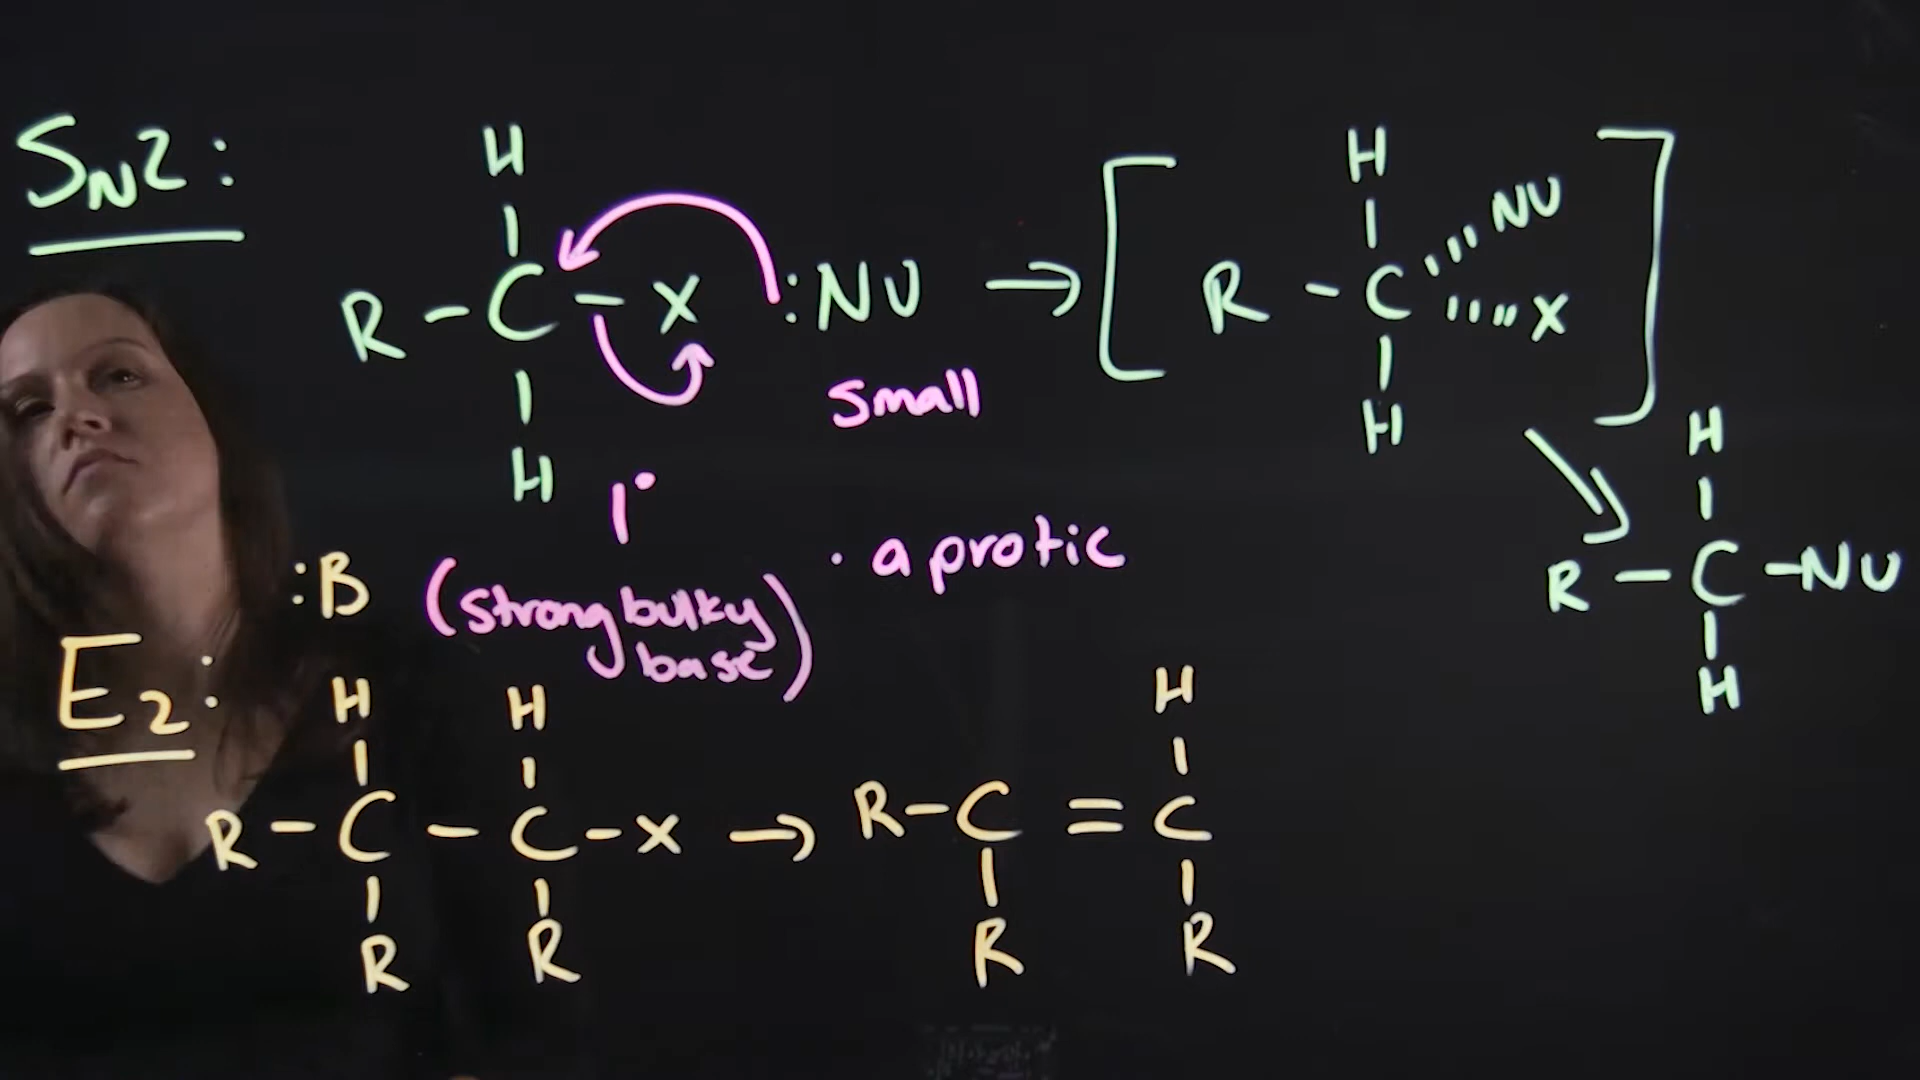 SN2:
H
R - C - X :NU → [ R - C NU X ]
H
small
H
1°
· aprotic
(strong bulky base)
H
R - C - NU
H
:B
E2:
H H
R - C - C - X → R - C = C
R R
H
R R